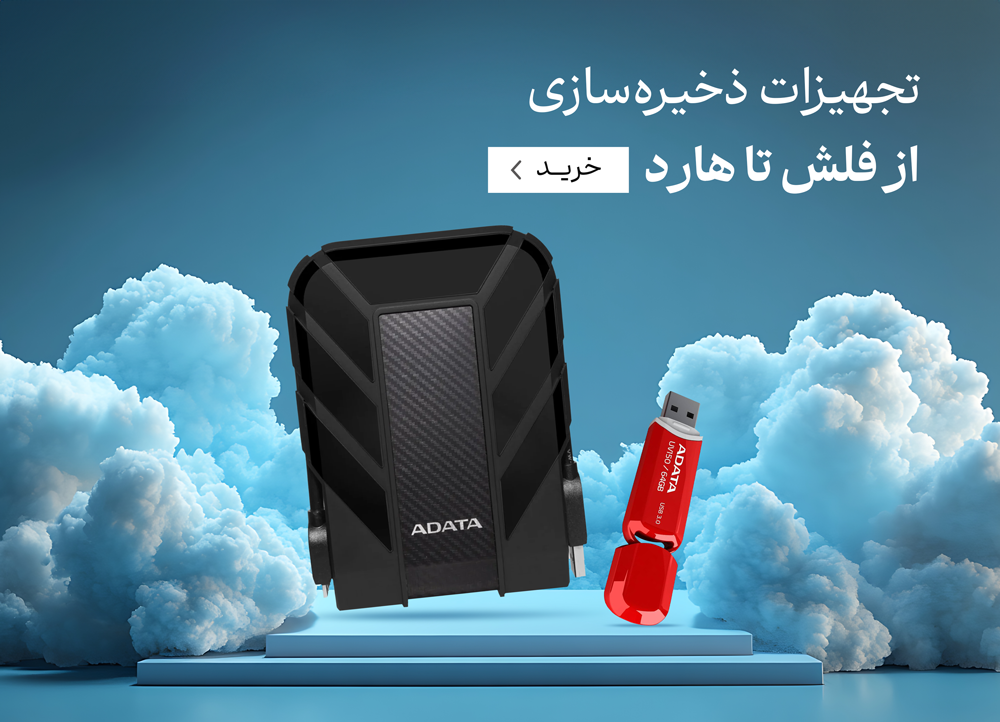 تجهیزات ذخیره‌سازی
از فلش تا هارد
خرید
ADATA
ADATA
UV150 / 64GB
USB 3.0